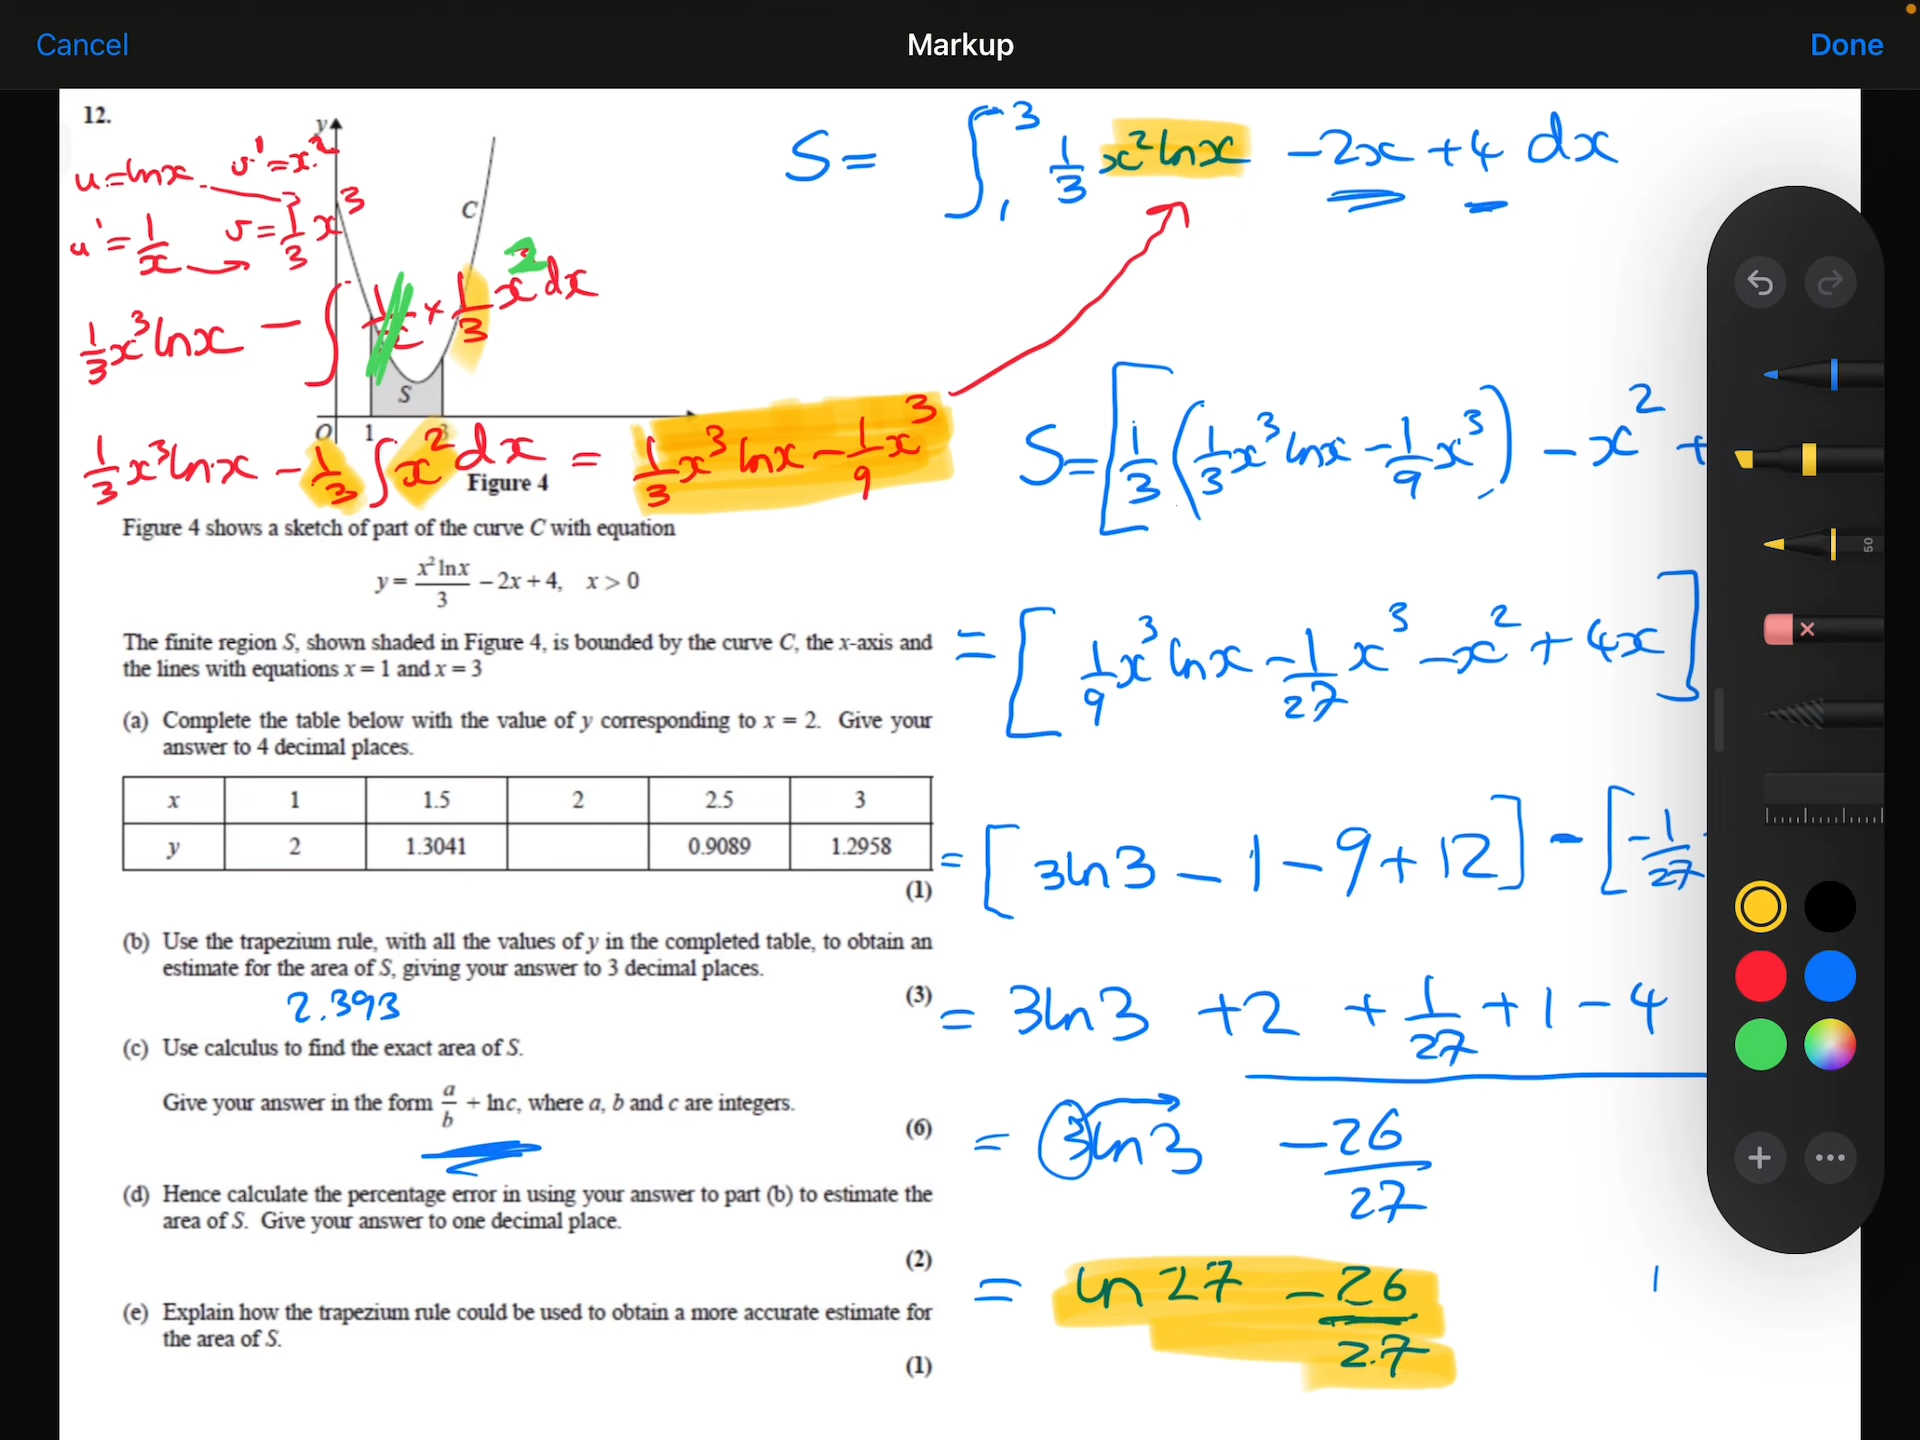 Cancel
Markup
Done
12.
y
u=lnx v'=x²
u'=1/x v=1/3 x³
C
1/3 x³ lnx - ∫ 1/x × 1/3 x² dx
S
O 1 3
1/3 x³ lnx - 1/3 ∫ x² dx = 1/3 x³ lnx - 1/9 x³
Figure 4
Figure 4 shows a sketch of part of the curve C with equation
y = x² ln x / 3 − 2x + 4, x > 0
The finite region S, shown shaded in Figure 4, is bounded by the curve C, the x-axis and
the lines with equations x = 1 and x = 3
(a) Complete the table below with the value of y corresponding to x = 2. Give your
answer to 4 decimal places.
x 1 1.5 2 2.5 3
y 2 1.3041 0.9089 1.2958
(1)
(b) Use the trapezium rule, with all the values of y in the completed table, to obtain an
estimate for the area of S, giving your answer to 3 decimal places.
(3)
2.393
(c) Use calculus to find the exact area of S.
Give your answer in the form a/b + ln c, where a, b and c are integers.
(6)
(d) Hence calculate the percentage error in using your answer to part (b) to estimate the
area of S. Give your answer to one decimal place.
(2)
(e) Explain how the trapezium rule could be used to obtain a more accurate estimate for
the area of S.
(1)
S = ∫₁³ 1/3 x² lnx - 2x + 4 dx
S= [ 1/3 ( 1/3 x³ lnx - 1/9 x³ ) - x² +
= [ 1/9 x³ lnx - 1/27 x³ - x² + 4x ]
= [ 3ln3 - 1 - 9 + 12 ] - [ -1/27
= 3ln3 + 2 + 1/27 + 1 - 4
= 3ln3 - 26/27
= ln27 - 26/27
50